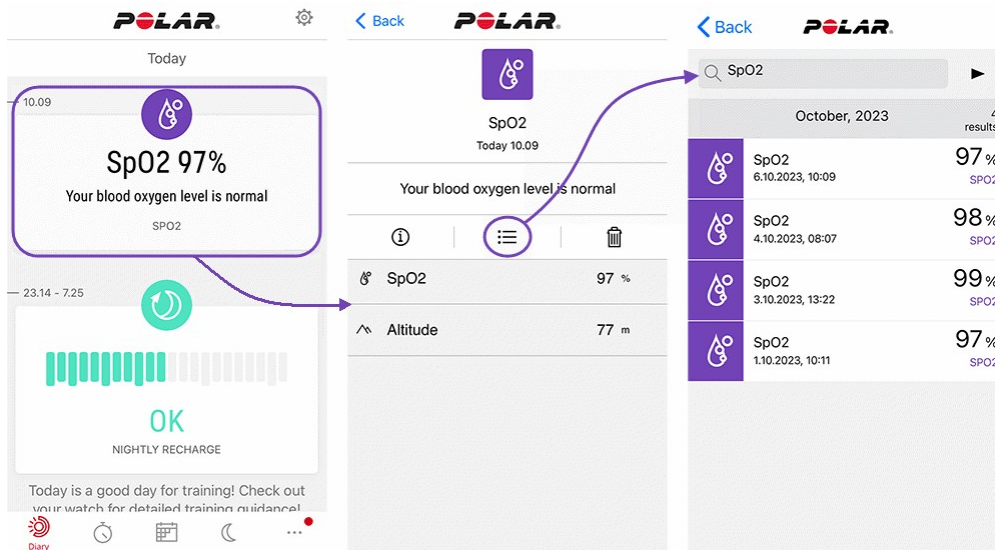 POLAR.
Today
10.09
SpO2 97%
Your blood oxygen level is normal
SPO2
23.14 - 7.25
OK
NIGHTLY RECHARGE
Today is a good day for training! Check out
your watch for detailed training guidance!
Diary
Back
POLAR.
SpO2
Today 10.09
Your blood oxygen level is normal
SpO2 97 %
Altitude 77 m
Back
POLAR.
SpO2
October, 2023
4
results
SpO2 97 %
6.10.2023, 10:09 SPO2
SpO2 98 %
4.10.2023, 08:07 SPO2
SpO2 99 %
3.10.2023, 13:22 SPO2
SpO2 97 %
1.10.2023, 10:11 SPO2